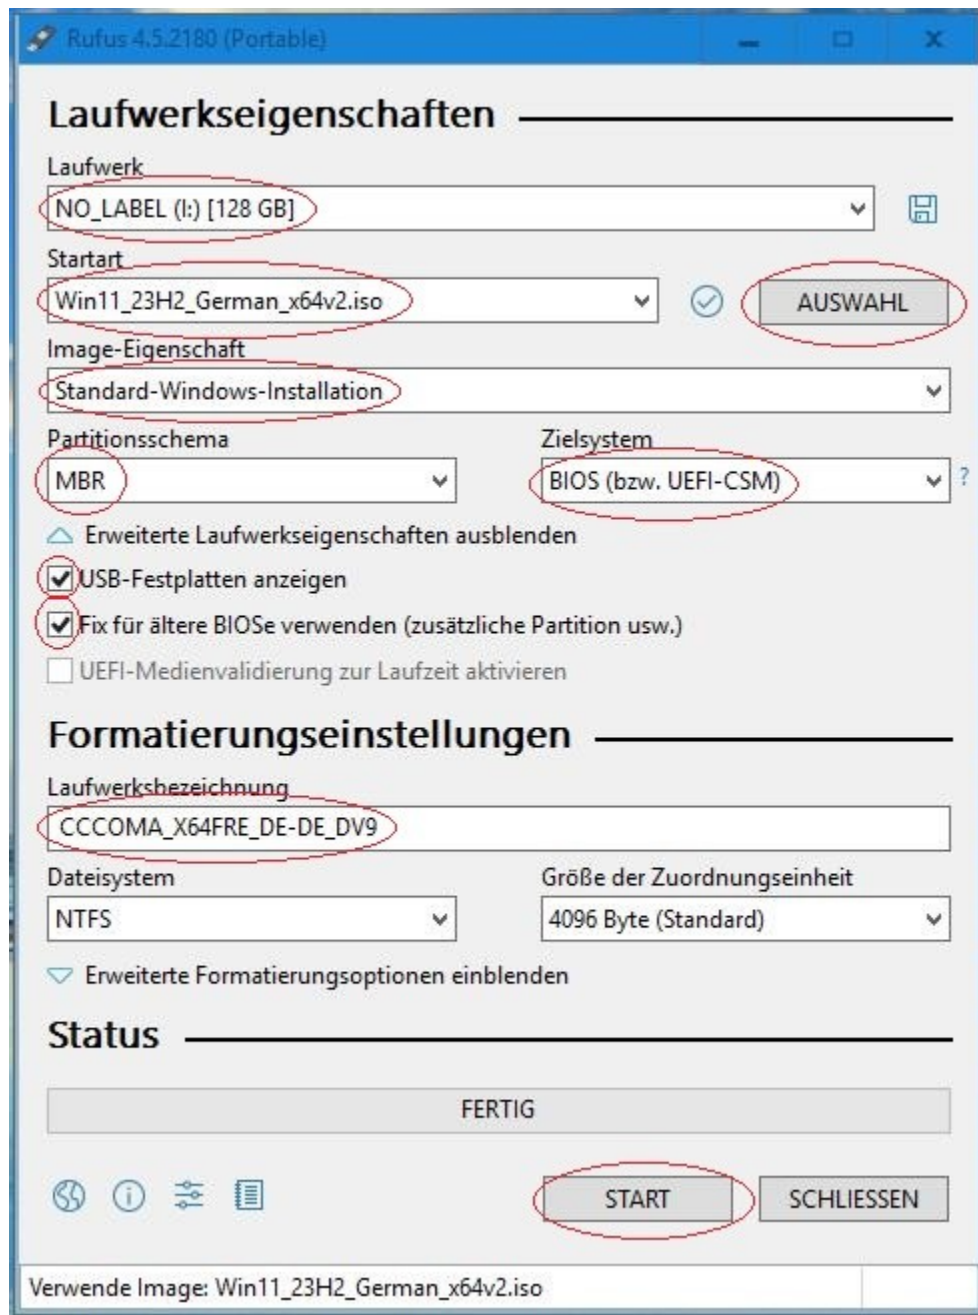 Rufus 4.5.2180 (Portable)
Laufwerkseigenschaften
Laufwerk
NO_LABEL (I:) [128 GB]
Startart
Win11_23H2_German_x64v2.iso
AUSWAHL
Image-Eigenschaft
Standard-Windows-Installation
Partitionsschema Zielsystem
MBR BIOS (bzw. UEFI-CSM) ?
Erweiterte Laufwerkseigenschaften ausblenden
USB-Festplatten anzeigen
Fix für ältere BIOSe verwenden (zusätzliche Partition usw.)
UEFI-Medienvalidierung zur Laufzeit aktivieren
Formatierungseinstellungen
Laufwerksbezeichnung
CCCOMA_X64FRE_DE-DE_DV9
Dateisystem Größe der Zuordnungseinheit
NTFS 4096 Byte (Standard)
Erweiterte Formatierungsoptionen einblenden
Status
FERTIG
START SCHLIESSEN
Verwende Image: Win11_23H2_German_x64v2.iso